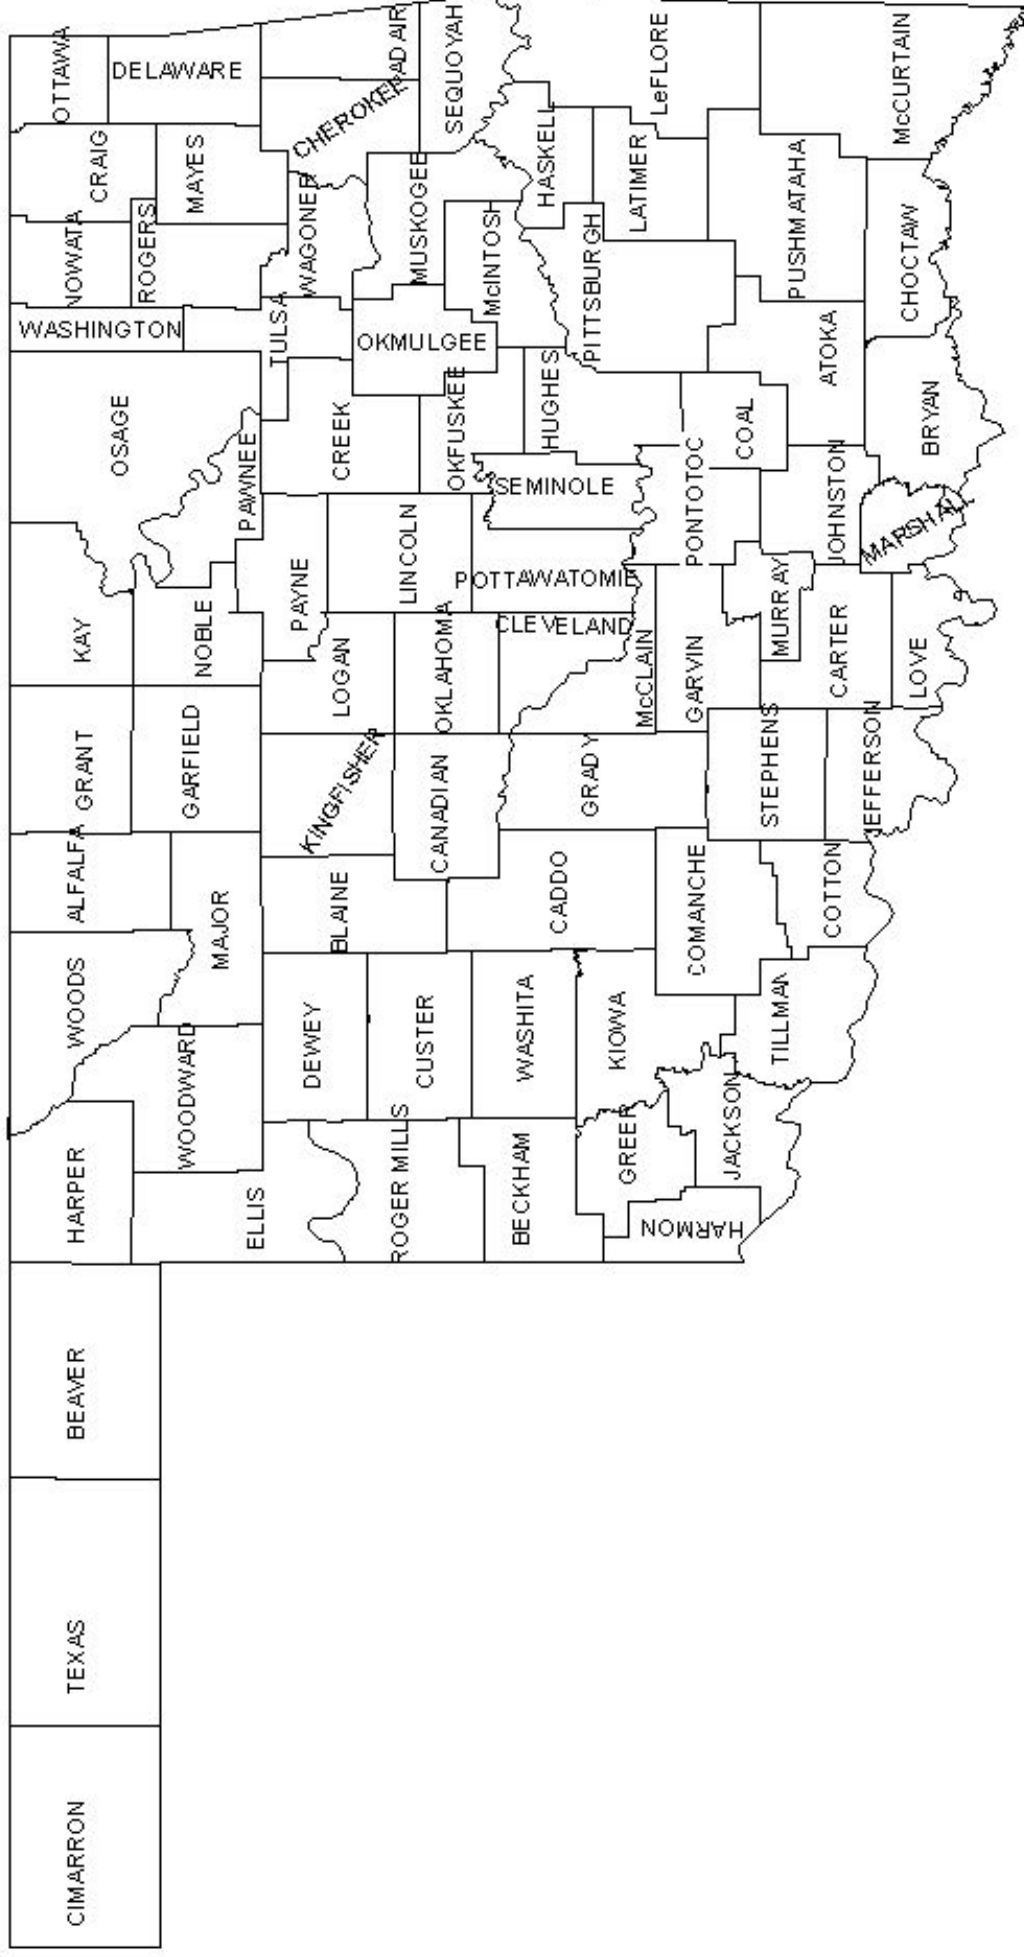 CIMARRON
TEXAS
BEAVER
HARPER
WOODS
ALFALFA
GRANT
KAY
OSAGE
WASHINGTON
NOWATA
CRAIG
OTTAWA
DELAWARE
ROGERS
MAYES
WOODWARD
MAJOR
GARFIELD
NOBLE
PAWNEE
ELLIS
DEWEY
BLAINE
KINGFISHER
LOGAN
PAYNE
CREEK
TULSA
WAGONER
CHEROKEE
ADAIR
ROGER MILLS
CUSTER
CANADIAN
OKLAHOMA
LINCOLN
OKFUSKEE
OKMULGEE
MUSKOGEE
SEQUOYAH
BECKHAM
WASHITA
CADDO
GRADY
CLEVELAND
POTTAWATOMIE
SEMINOLE
HUGHES
McINTOSH
HASKELL
PITTSBURGH
LATIMER
LeFLORE
HARMON
GREER
KIOWA
McCLAIN
GARVIN
PONTOTOC
COAL
JACKSON
TILLMAN
COMANCHE
STEPHENS
MURRAY
JOHNSTON
ATOKA
PUSHMATAHA
COTTON
JEFFERSON
CARTER
LOVE
MARSHAL
BRYAN
CHOCTAW
McCURTAIN